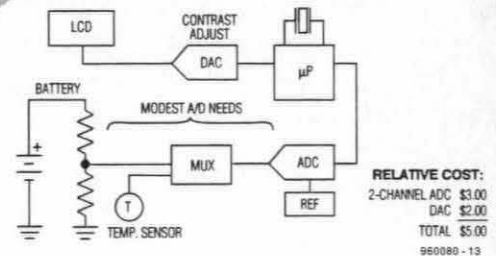 LCD
CONTRAST
ADJUST
DAC
µP
BATTERY
+
MODEST A/D NEEDS
MUX
ADC
REF
T
TEMP. SENSOR
RELATIVE COST:
2-CHANNEL ADC $3.00
DAC $2.00
TOTAL $5.00
960080 - 13